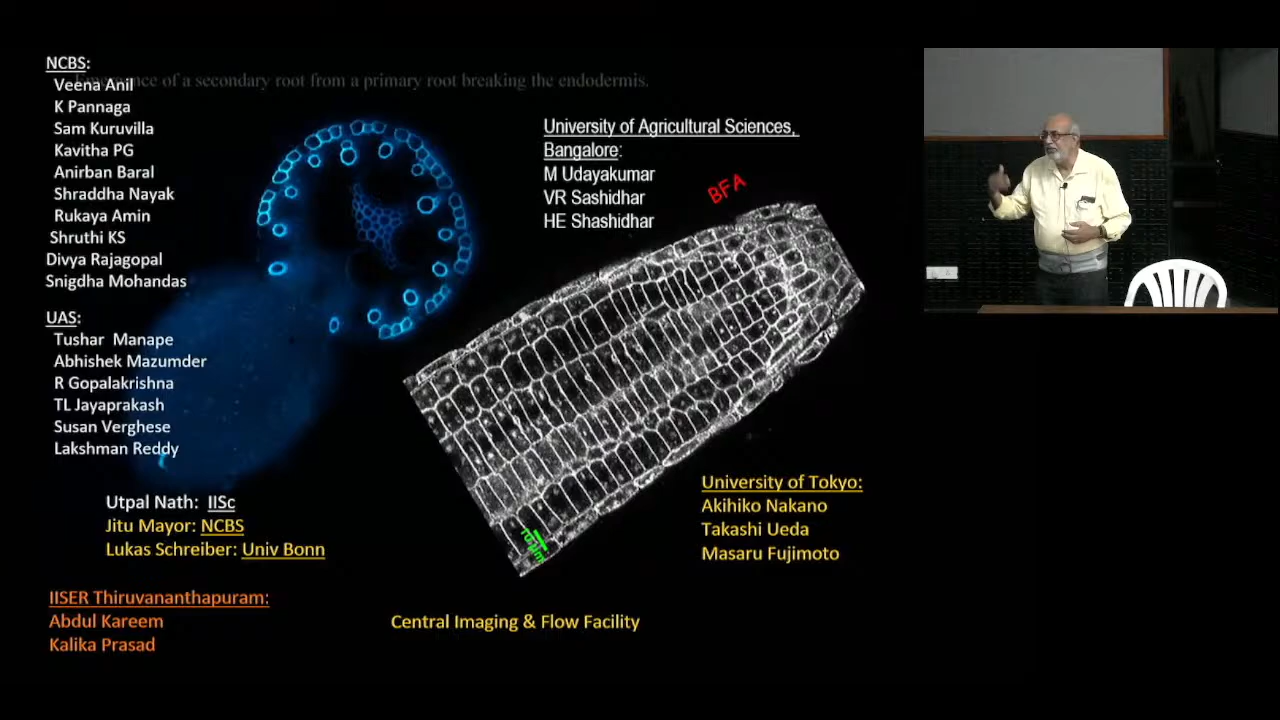 NCBS:
Emergence of a secondary root from a primary root breaking the endodermis.
Veena Anil
K Pannaga
Sam Kuruvilla
Kavitha PG
Anirban Baral
Shraddha Nayak
Rukaya Amin
Shruthi KS
Divya Rajagopal
Snigdha Mohandas
UAS:
Tushar Manape
Abhishek Mazumder
R Gopalakrishna
TL Jayaprakash
Susan Verghese
Lakshman Reddy
Utpal Nath: IISc
Jitu Mayor: NCBS
Lukas Schreiber: Univ Bonn
IISER Thiruvananthapuram:
Abdul Kareem
Kalika Prasad
University of Agricultural Sciences,
Bangalore:
M Udayakumar
VR Sashidhar
HE Shashidhar
BFA
10 µm
University of Tokyo:
Akihiko Nakano
Takashi Ueda
Masaru Fujimoto
Central Imaging & Flow Facility